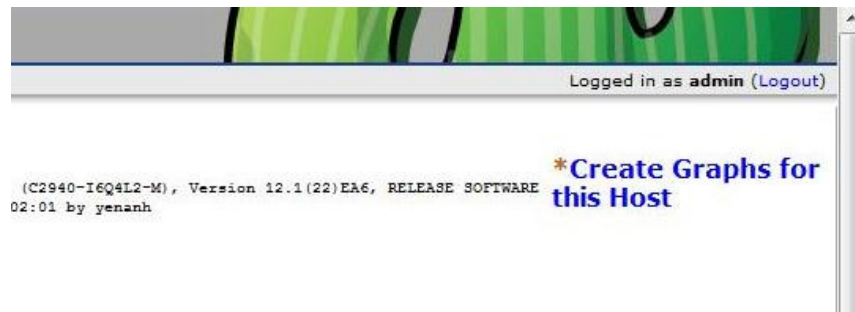 Logged in as admin (Logout)
*Create Graphs for
this Host
(C2940-I6Q4L2-M), Version 12.1(22)EA6, RELEASE SOFTWARE
02:01 by yenanh